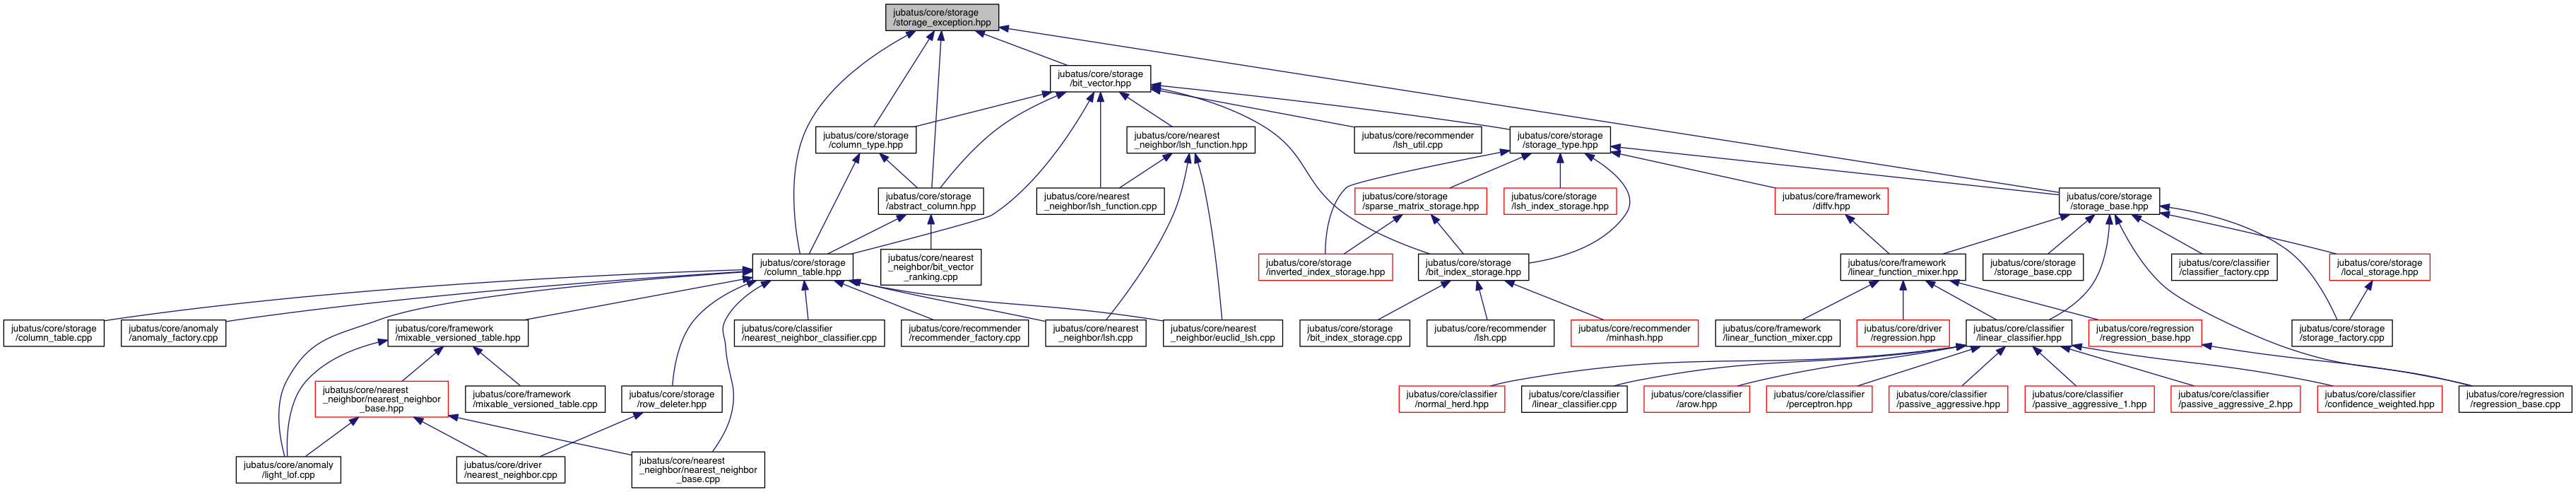 jubatus/core/storage
/storage_exception.hpp
jubatus/core/storage
/bit_vector.hpp
jubatus/core/storage
/column_type.hpp
jubatus/core/nearest
_neighbor/lsh_function.hpp
jubatus/core/recommender
/lsh_util.cpp
jubatus/core/storage
/storage_type.hpp
jubatus/core/storage
/abstract_column.hpp
jubatus/core/nearest
_neighbor/lsh_function.cpp
jubatus/core/storage
/sparse_matrix_storage.hpp
jubatus/core/storage
/lsh_index_storage.hpp
jubatus/core/framework
/diffv.hpp
jubatus/core/storage
/storage_base.hpp
jubatus/core/storage
/column_table.hpp
jubatus/core/nearest
_neighbor/bit_vector
_ranking.cpp
jubatus/core/storage
/inverted_index_storage.hpp
jubatus/core/storage
/bit_index_storage.hpp
jubatus/core/framework
/linear_function_mixer.hpp
jubatus/core/storage
/storage_base.cpp
jubatus/core/classifier
/classifier_factory.cpp
jubatus/core/storage
/local_storage.hpp
jubatus/core/storage
/column_table.cpp
jubatus/core/anomaly
/anomaly_factory.cpp
jubatus/core/framework
/mixable_versioned_table.hpp
jubatus/core/classifier
/nearest_neighbor_classifier.cpp
jubatus/core/recommender
/recommender_factory.cpp
jubatus/core/nearest
_neighbor/lsh.cpp
jubatus/core/nearest
_neighbor/euclid_lsh.cpp
jubatus/core/storage
/bit_index_storage.cpp
jubatus/core/recommender
/lsh.cpp
jubatus/core/recommender
/minhash.hpp
jubatus/core/framework
/linear_function_mixer.cpp
jubatus/core/driver
/regression.hpp
jubatus/core/classifier
/linear_classifier.hpp
jubatus/core/regression
/regression_base.hpp
jubatus/core/storage
/storage_factory.cpp
jubatus/core/nearest
_neighbor/nearest_neighbor
_base.hpp
jubatus/core/framework
/mixable_versioned_table.cpp
jubatus/core/storage
/row_deleter.hpp
jubatus/core/classifier
/normal_herd.hpp
jubatus/core/classifier
/linear_classifier.cpp
jubatus/core/classifier
/arow.hpp
jubatus/core/classifier
/perceptron.hpp
jubatus/core/classifier
/passive_aggressive.hpp
jubatus/core/classifier
/passive_aggressive_1.hpp
jubatus/core/classifier
/passive_aggressive_2.hpp
jubatus/core/classifier
/confidence_weighted.hpp
jubatus/core/regression
/regression_base.cpp
jubatus/core/anomaly
/light_lof.cpp
jubatus/core/driver
/nearest_neighbor.cpp
jubatus/core/nearest
_neighbor/nearest_neighbor
_base.cpp